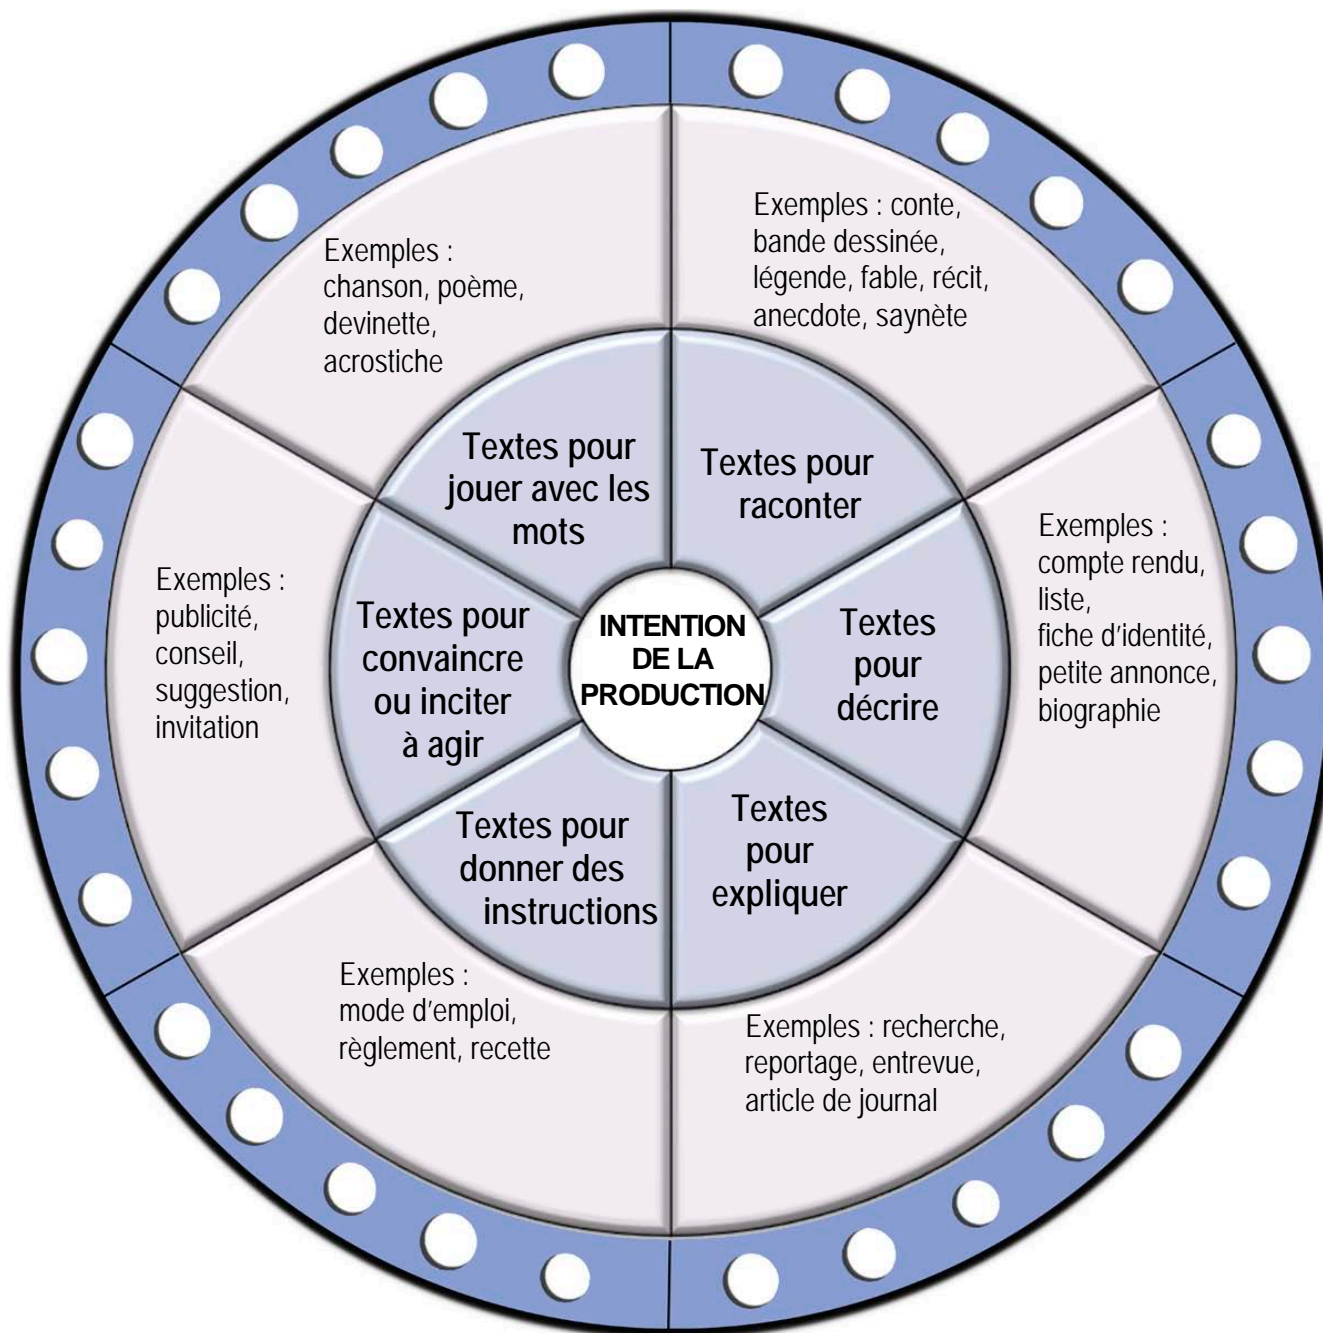 Exemples : conte,
bande dessinée,
légende, fable, récit,
anecdote, saynète
Exemples :
chanson, poème,
devinette,
acrostiche
Textes pour
jouer avec les
mots
Textes pour
raconter
Exemples :
compte rendu,
liste,
fiche d'identité,
petite annonce,
biographie
Exemples :
publicité,
conseil,
suggestion,
invitation
Textes pour
convaincre
ou inciter
à agir
INTENTION
DE LA
PRODUCTION
Textes
pour
décrire
Textes pour
donner des
instructions
Textes
pour
expliquer
Exemples :
mode d'emploi,
règlement, recette
Exemples : recherche,
reportage, entrevue,
article de journal